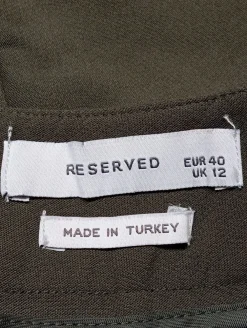 RESERVED EUR 40
UK 12
MADE IN TURKEY